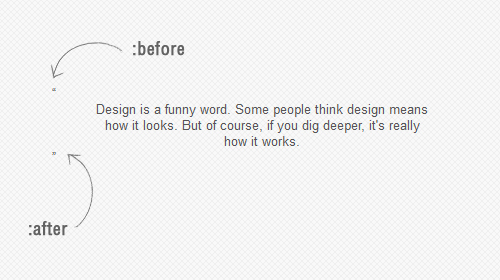 :before
“
Design is a funny word. Some people think design means
how it looks. But of course, if you dig deeper, it's really
how it works.
”
:after